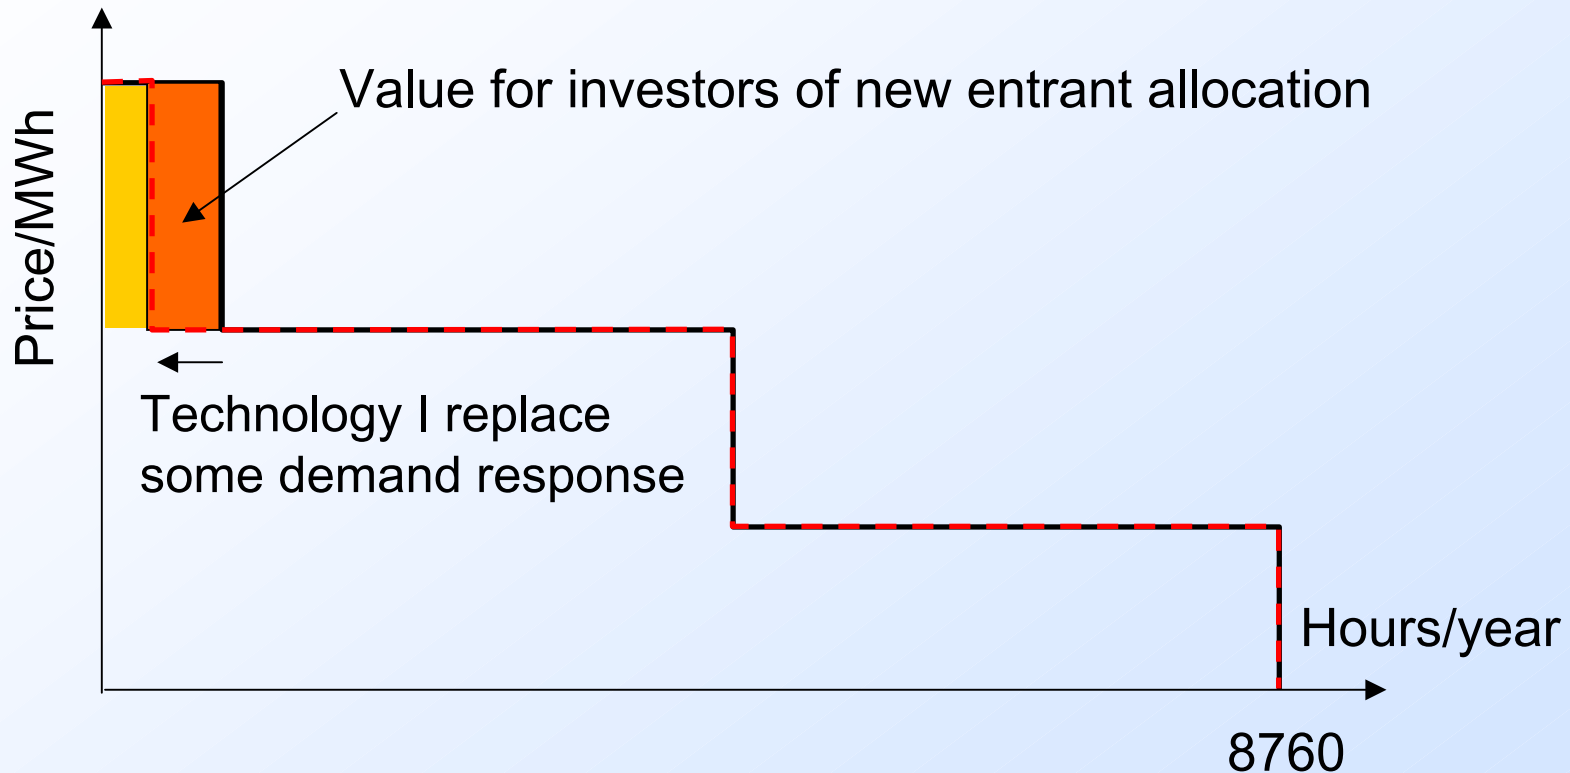 Price/MWh
Value for investors of new entrant allocation
Technology I replace
some demand response
Hours/year
8760